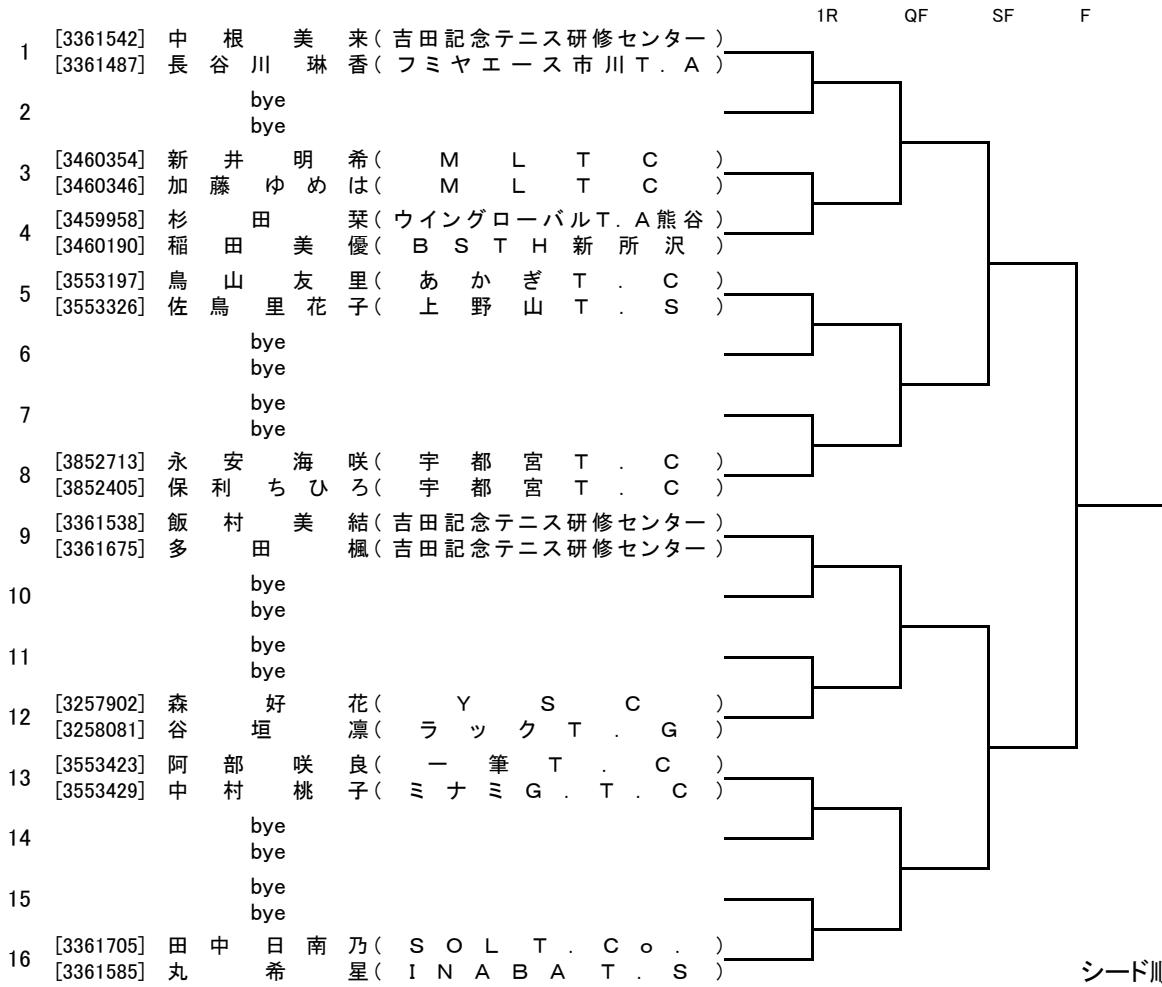 1R QF SF F
1 [3361542] 中根 美来(吉田記念テニス研修センター)
[3361487] 長谷川 琳香(フミヤエース市川T.A)
2 bye
bye
3 [3460354] 新井 明希(MLTC)
[3460346] 加藤 ゆめは(MLTC)
4 [3459958] 杉田 栞(ウイングローバルT.A熊谷)
[3460190] 稲田 美優(BSTH新所沢)
5 [3553197] 鳥山 友里(あかぎT.C)
[3553326] 佐鳥 里花子(上野山T.S)
6 bye
bye
7 bye
bye
8 [3852713] 永安 海咲(宇都宮T.C)
[3852405] 保利 ちひろ(宇都宮T.C)
9 [3361538] 飯村 美結(吉田記念テニス研修センター)
[3361675] 多田 楓(吉田記念テニス研修センター)
10 bye
bye
11 bye
bye
12 [3257902] 森 好花(YSC)
[3258081] 谷垣 凛(ラックT.G)
13 [3553423] 阿部 咲良(一筆T.C)
[3553429] 中村 桃子(ミナミG.T.C)
14 bye
bye
15 bye
bye
16 [3361705] 田中 日南乃(SOLT.Co.)
[3361585] 丸 希星(INABAT.S)
シード